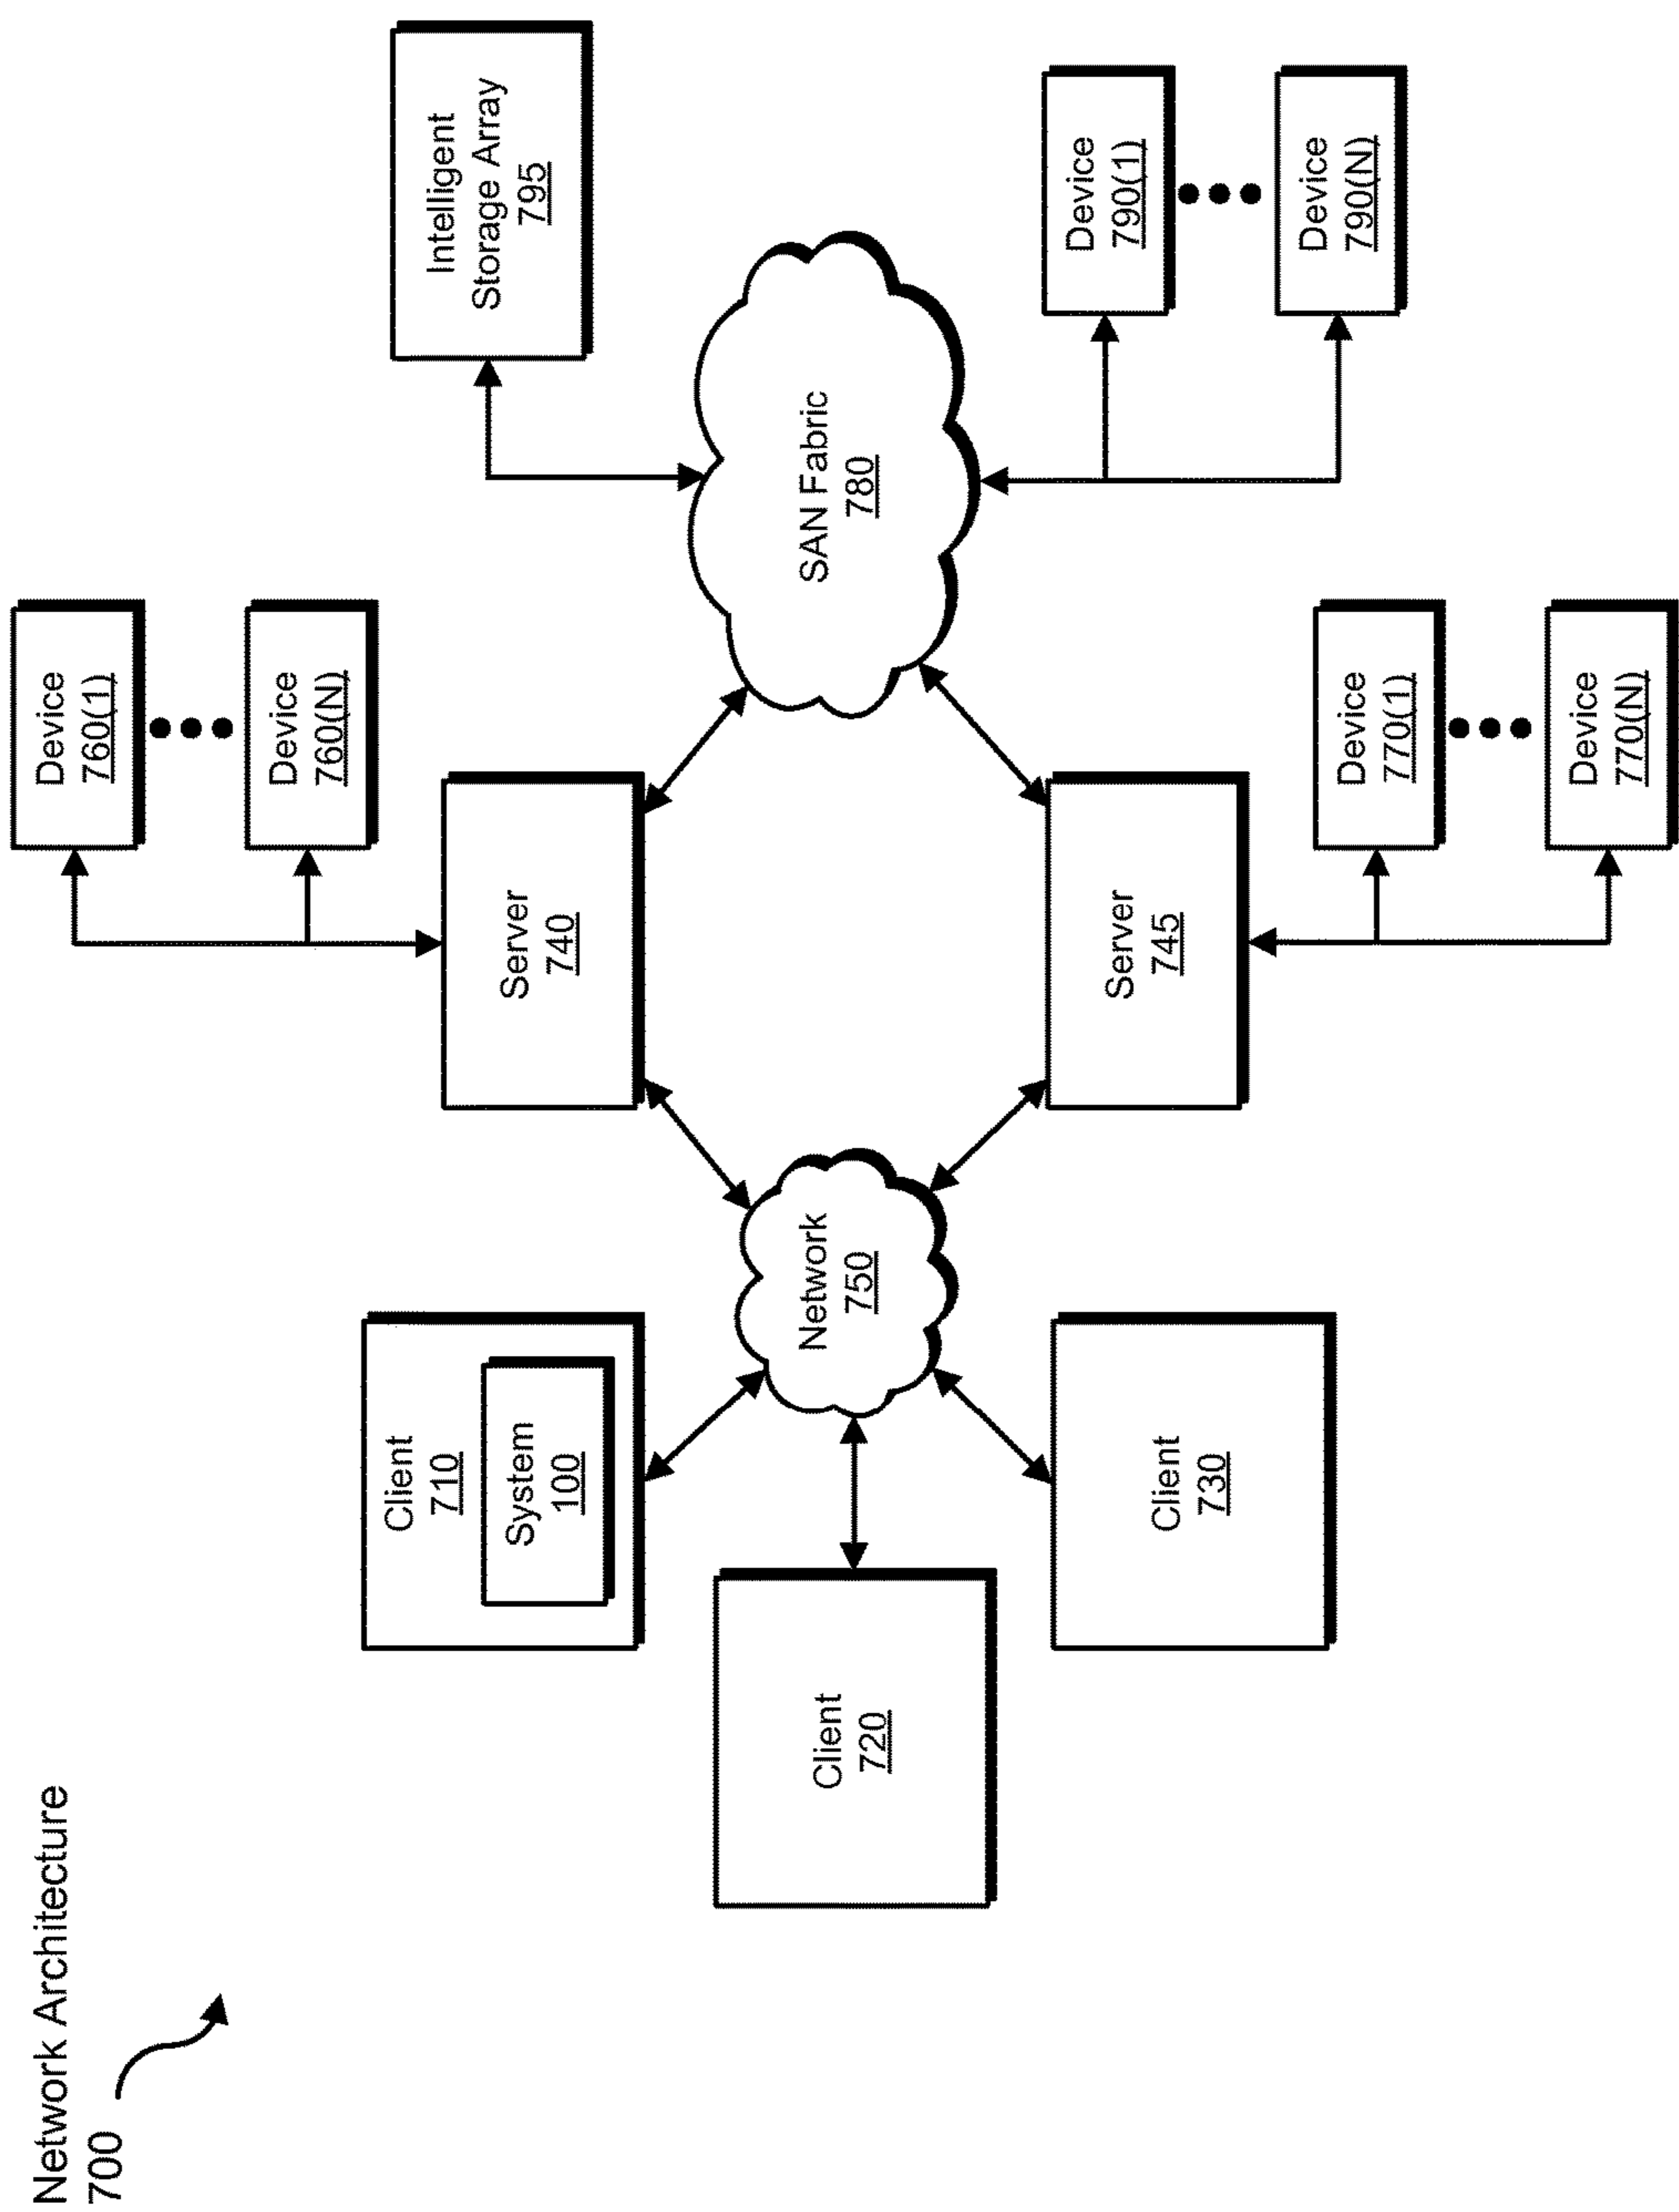 Network Architecture
700
Client
710
System
100
Client
720
Client
730
Network
750
Server
740
Server
745
Device
760(1)
Device
760(N)
Device
770(1)
Device
770(N)
SAN Fabric
780
Intelligent
Storage Array
795
Device
790(1)
Device
790(N)